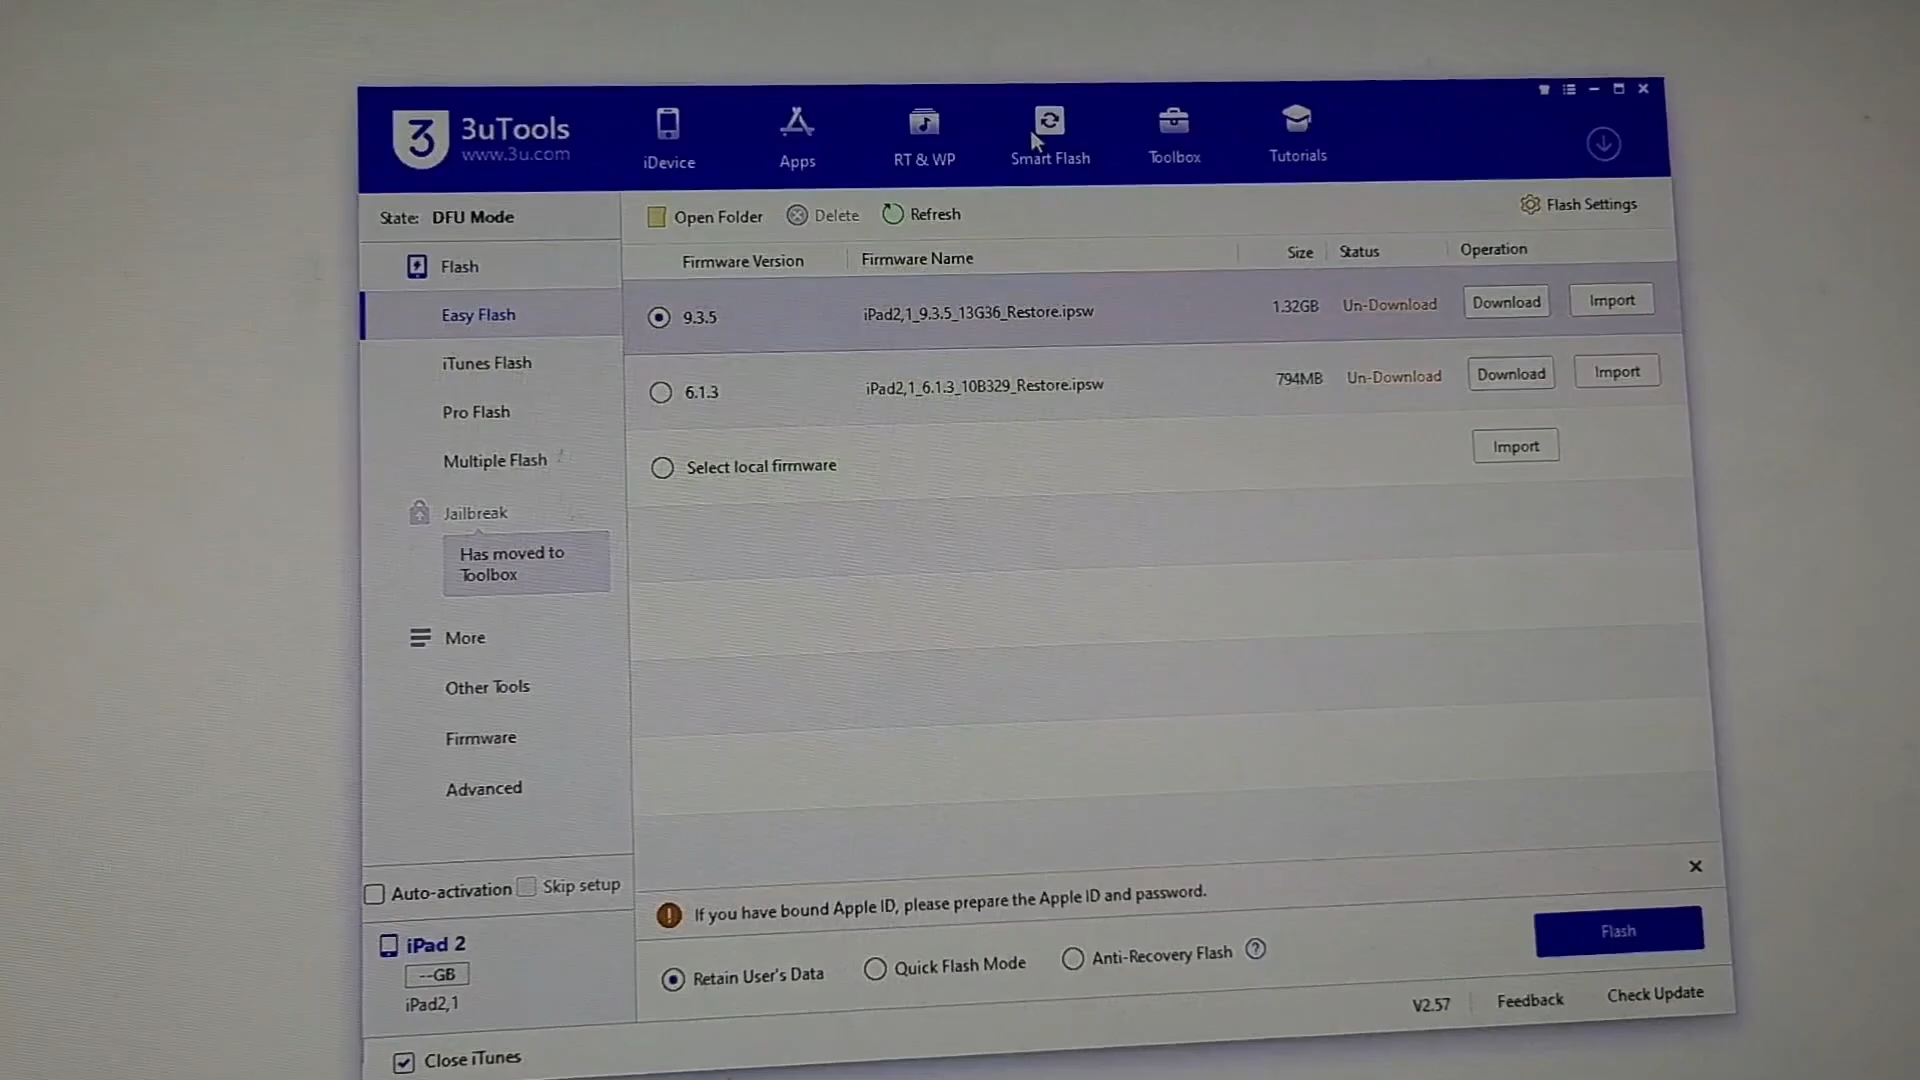 3uTools
www.3u.com
iDevice
Apps
RT & WP
Smart Flash
Toolbox
Tutorials
State: DFU Mode
Open Folder
Delete
Refresh
Flash Settings
Flash
Easy Flash
iTunes Flash
Pro Flash
Multiple Flash
Jailbreak
Has moved to
Toolbox
More
Other Tools
Firmware
Advanced
Firmware Version Firmware Name Size Status Operation
9.3.5 iPad2,1_9.3.5_13G36_Restore.ipsw 1.32GB Un-Download Download Import
6.1.3 iPad2,1_6.1.3_10B329_Restore.ipsw 794MB Un-Download Download Import
Select local firmware Import
Auto-activation Skip setup
iPad 2
--GB
iPad2,1
If you have bound Apple ID, please prepare the Apple ID and password.
Retain User's Data Quick Flash Mode Anti-Recovery Flash ?
Flash
V2.57 Feedback Check Update
Close iTunes